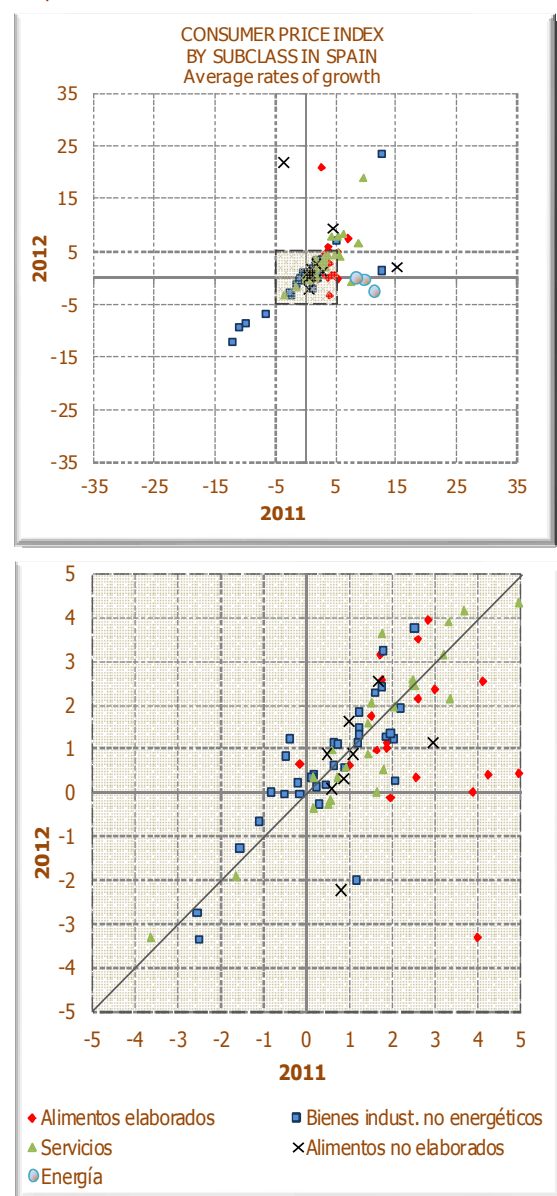 CONSUMER PRICE INDEX
BY SUBCLASS IN SPAIN
Average rates of growth
35
25
15
5
-5
-15
-25
-35
2012
-35 -25 -15 -5 5 15 25 35
2011
5
4
3
2
1
0
-1
-2
-3
-4
-5
2012
-5 -4 -3 -2 -1 0 1 2 3 4 5
2011
Alimentos elaborados Bienes indust. no energéticos
Servicios Alimentos no elaborados
Energía